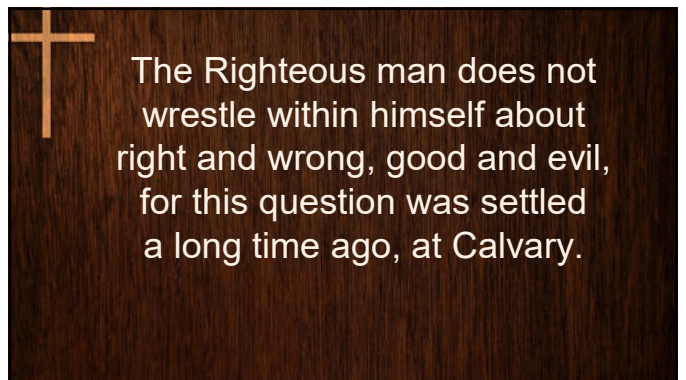 The Righteous man does not
wrestle within himself about
right and wrong, good and evil,
for this question was settled
a long time ago, at Calvary.